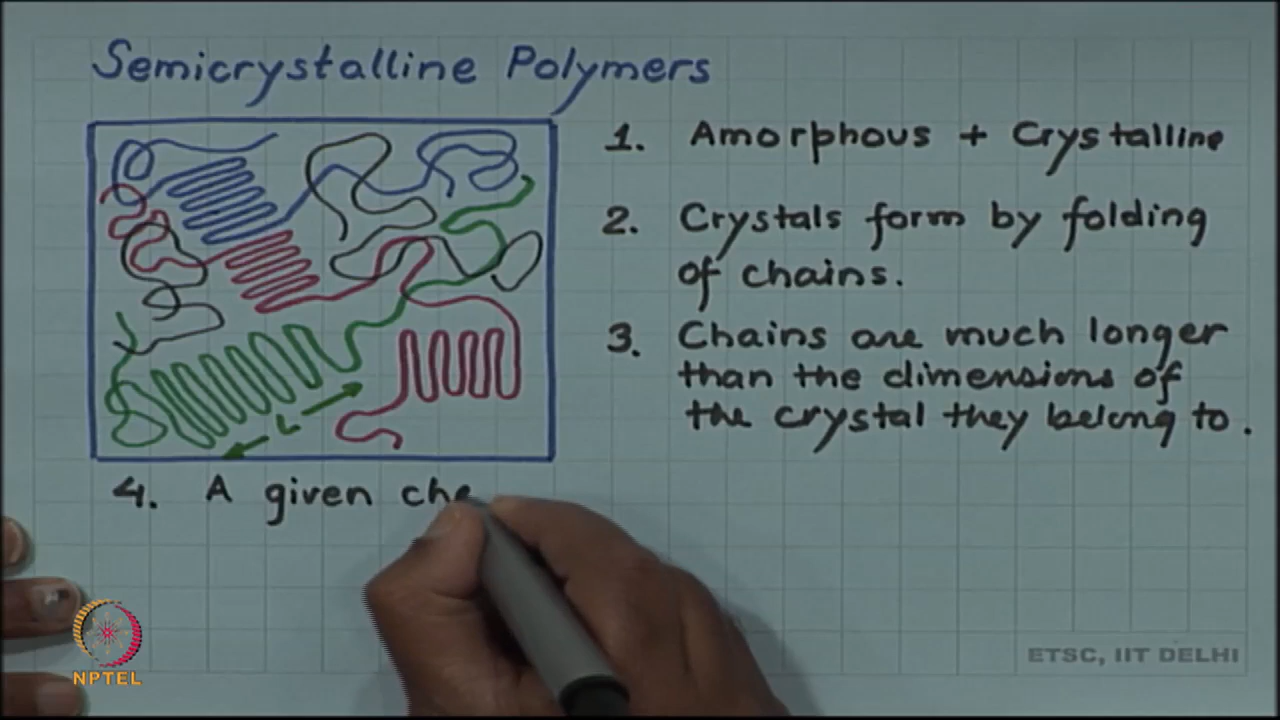 Semicrystalline Polymers
1. Amorphous + Crystalline
2. Crystals form by folding
of chains.
3. Chains are much longer
than the dimensions of
the crystal they belong to.
L
4. A given cha
NPTEL
ETSC, IIT DELHI